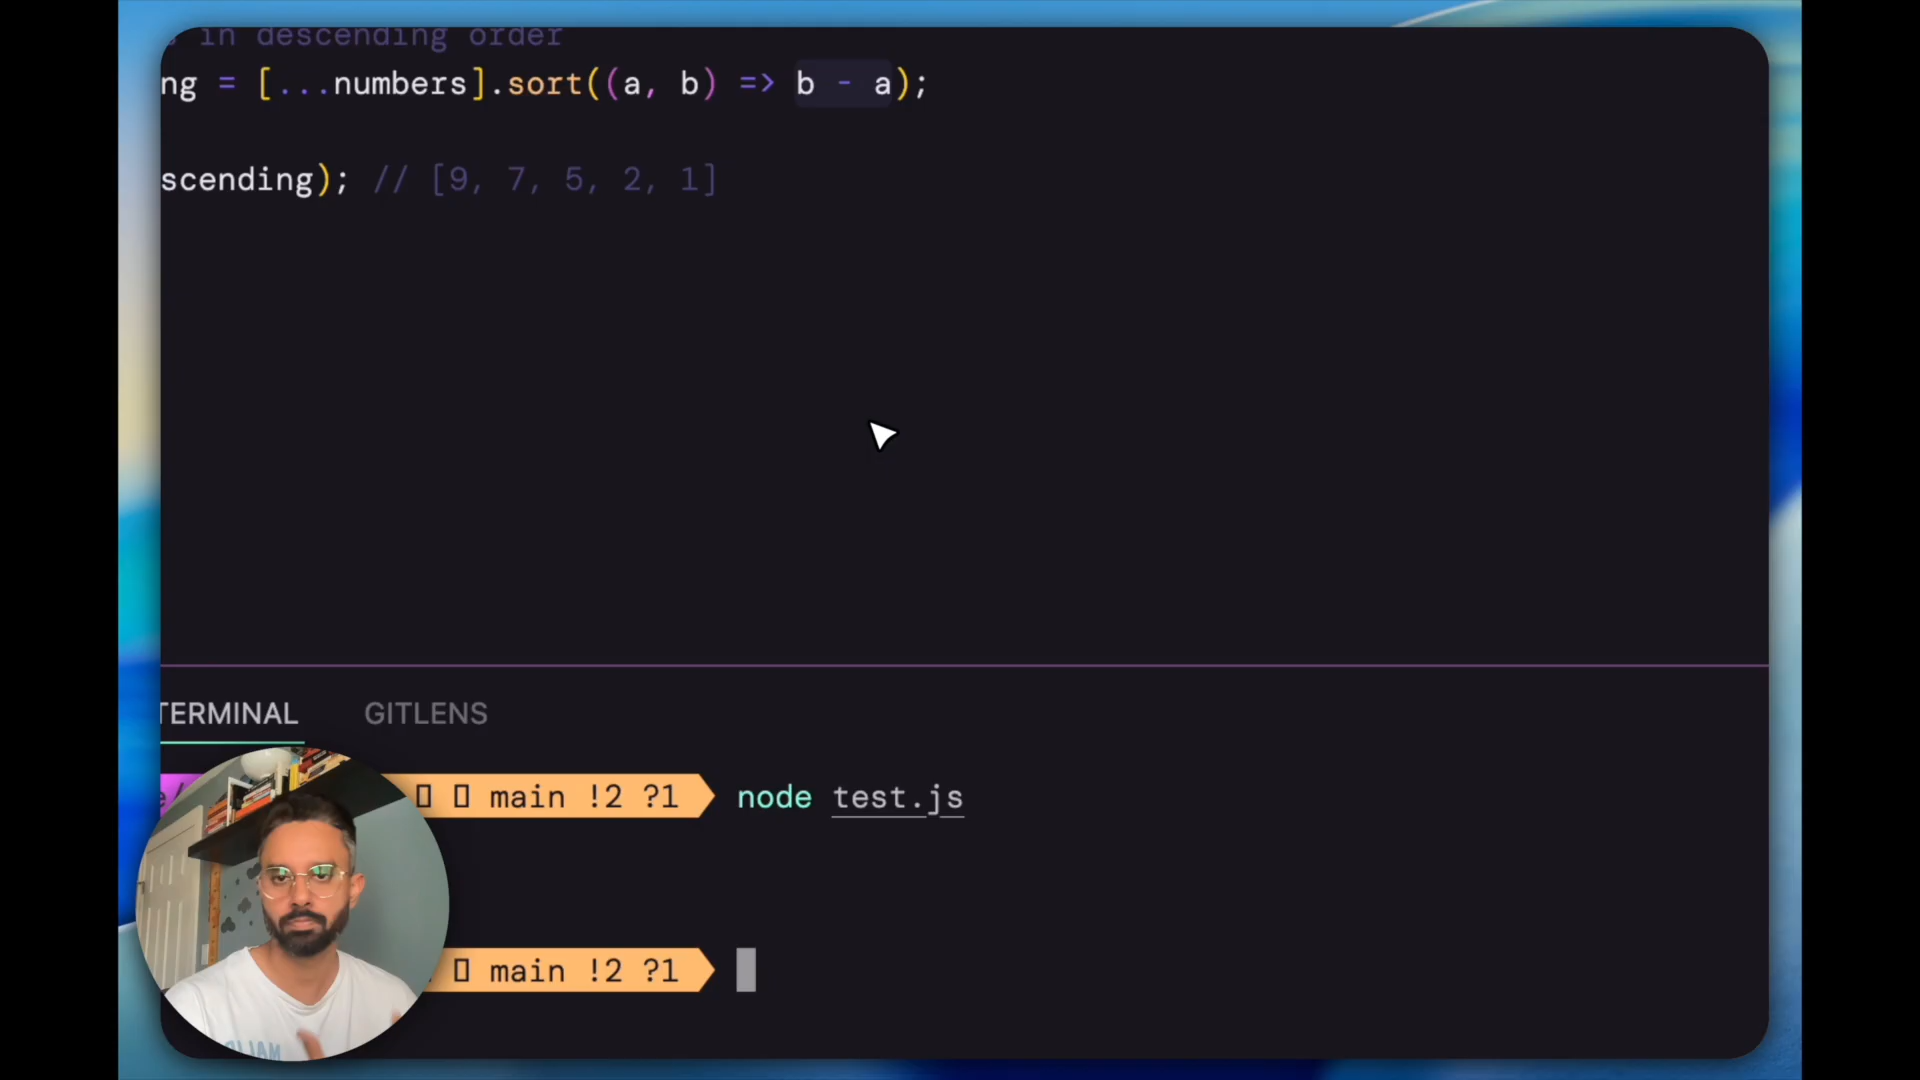 in descending order
ng = [...numbers].sort((a, b) => b - a);
scending); // [9, 7, 5, 2, 1]
TERMINAL GITLENS
main !2 ?1 node test.js
main !2 ?1